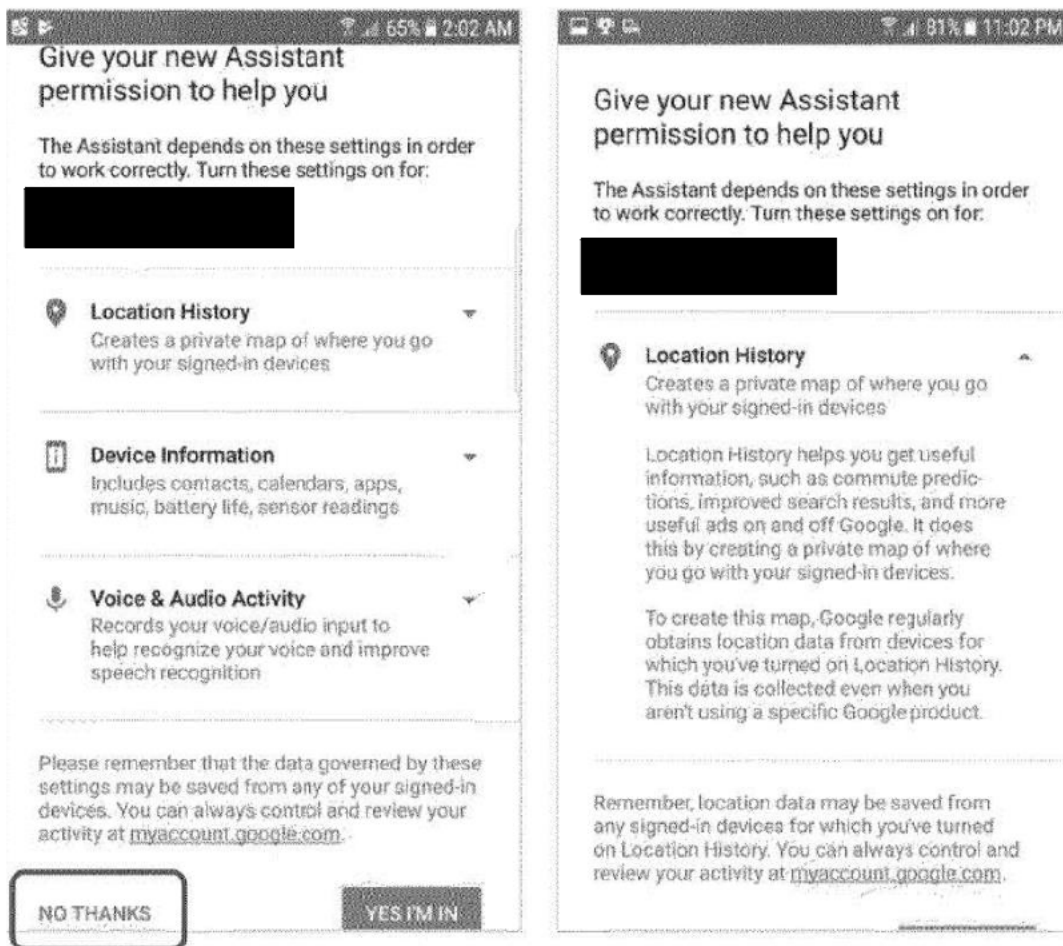 65% 2:02 AM
Give your new Assistant
permission to help you
The Assistant depends on these settings in order
to work correctly. Turn these settings on for:
Location History
Creates a private map of where you go
with your signed-in devices
Device Information
Includes contacts, calendars, apps,
music, battery life, sensor readings
Voice & Audio Activity
Records your voice/audio input to
help recognize your voice and improve
speech recognition
Please remember that the data governed by these
settings may be saved from any of your signed-in
devices. You can always control and review your
activity at myaccount.google.com.
NO THANKS
YES I'M IN
81% 11:02 PM
Give your new Assistant
permission to help you
The Assistant depends on these settings in order
to work correctly. Turn these settings on for:
Location History
Creates a private map of where you go
with your signed-in devices
Location History helps you get useful
information, such as commute predic-
tions, improved search results, and more
useful ads on and off Google. It does
this by creating a private map of where
you go with your signed-in devices.
To create this map, Google regularly
obtains location data from devices for
which you've turned on Location History.
This data is collected even when you
aren't using a specific Google product.
Remember, location data may be saved from
any signed-in devices for which you've turned
on Location History. You can always control and
review your activity at myaccount.google.com.